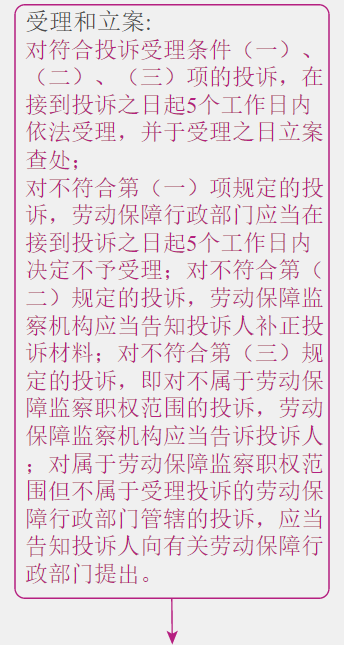 受理和立案:
对符合投诉受理条件（一）、
（二）、（三）项的投诉，在
接到投诉之日起5个工作日内
依法受理，并于受理之日立案
查处；
对不符合第（一）项规定的投
诉，劳动保障行政部门应当在
接到投诉之日起5个工作日内
决定不予受理；对不符合第（
二）规定的投诉，劳动保障监
察机构应当告知投诉人补正投
诉材料；对不符合第（三）规
定的投诉，即对不属于劳动保
障监察职权范围的投诉，劳动
保障监察机构应当告诉投诉人
；对属于劳动保障监察职权范
围但不属于受理投诉的劳动保
障行政部门管辖的投诉，应当
告知投诉人向有关劳动保障行
政部门提出。